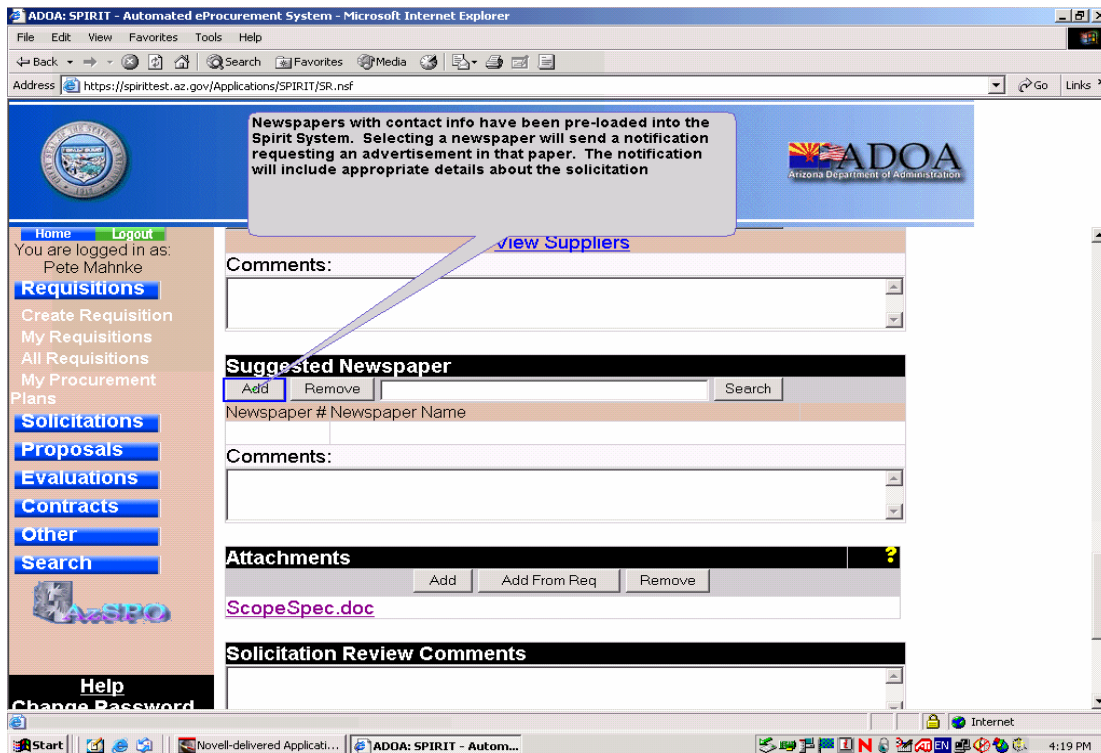 ADOA: SPIRIT - Automated eProcurement System - Microsoft Internet Explorer
File Edit View Favorites Tools Help
Back Search Favorites Media
Address https://spirittest.az.gov/Applications/SPIRIT/SR.nsf Go Links
Newspapers with contact info have been pre-loaded into the
Spirit System. Selecting a newspaper will send a notification
requesting an advertisement in that paper. The notification
will include appropriate details about the solicitation
ADOA
Arizona Department of Administration
Home Logout
You are logged in as:
Pete Mahnke
Requisitions
Create Requisition
My Requisitions
All Requisitions
My Procurement
Plans
Solicitations
Proposals
Evaluations
Contracts
Other
Search
AzSPO
Help
Change Password
View Suppliers
Comments:
Suggested Newspaper
Add Remove Search
Newspaper # Newspaper Name
Comments:
Attachments ?
Add Add From Req Remove
ScopeSpec.doc
Solicitation Review Comments
Internet
Start Novell-delivered Applicati... ADOA: SPIRIT - Autom... EN 4:19 PM